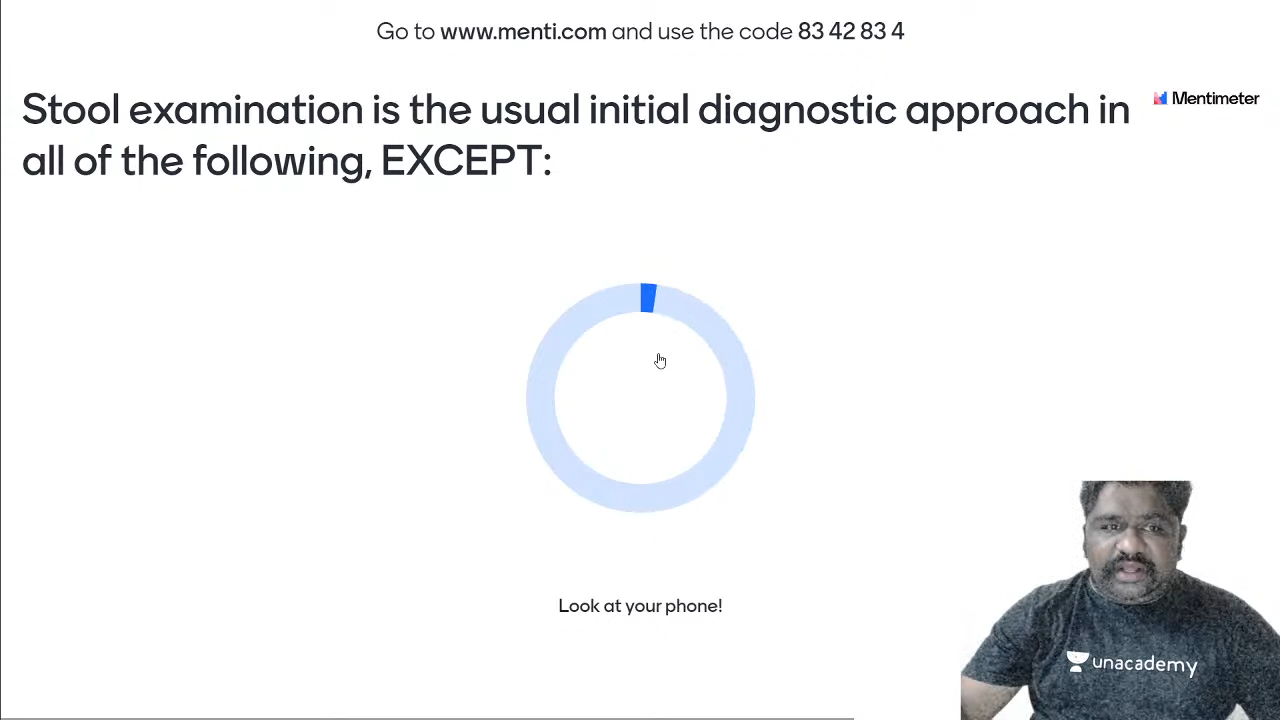 Go to www.menti.com and use the code 83 42 83 4
Stool examination is the usual initial diagnostic approach in
all of the following, EXCEPT:
Mentimeter
Look at your phone!
unacademy